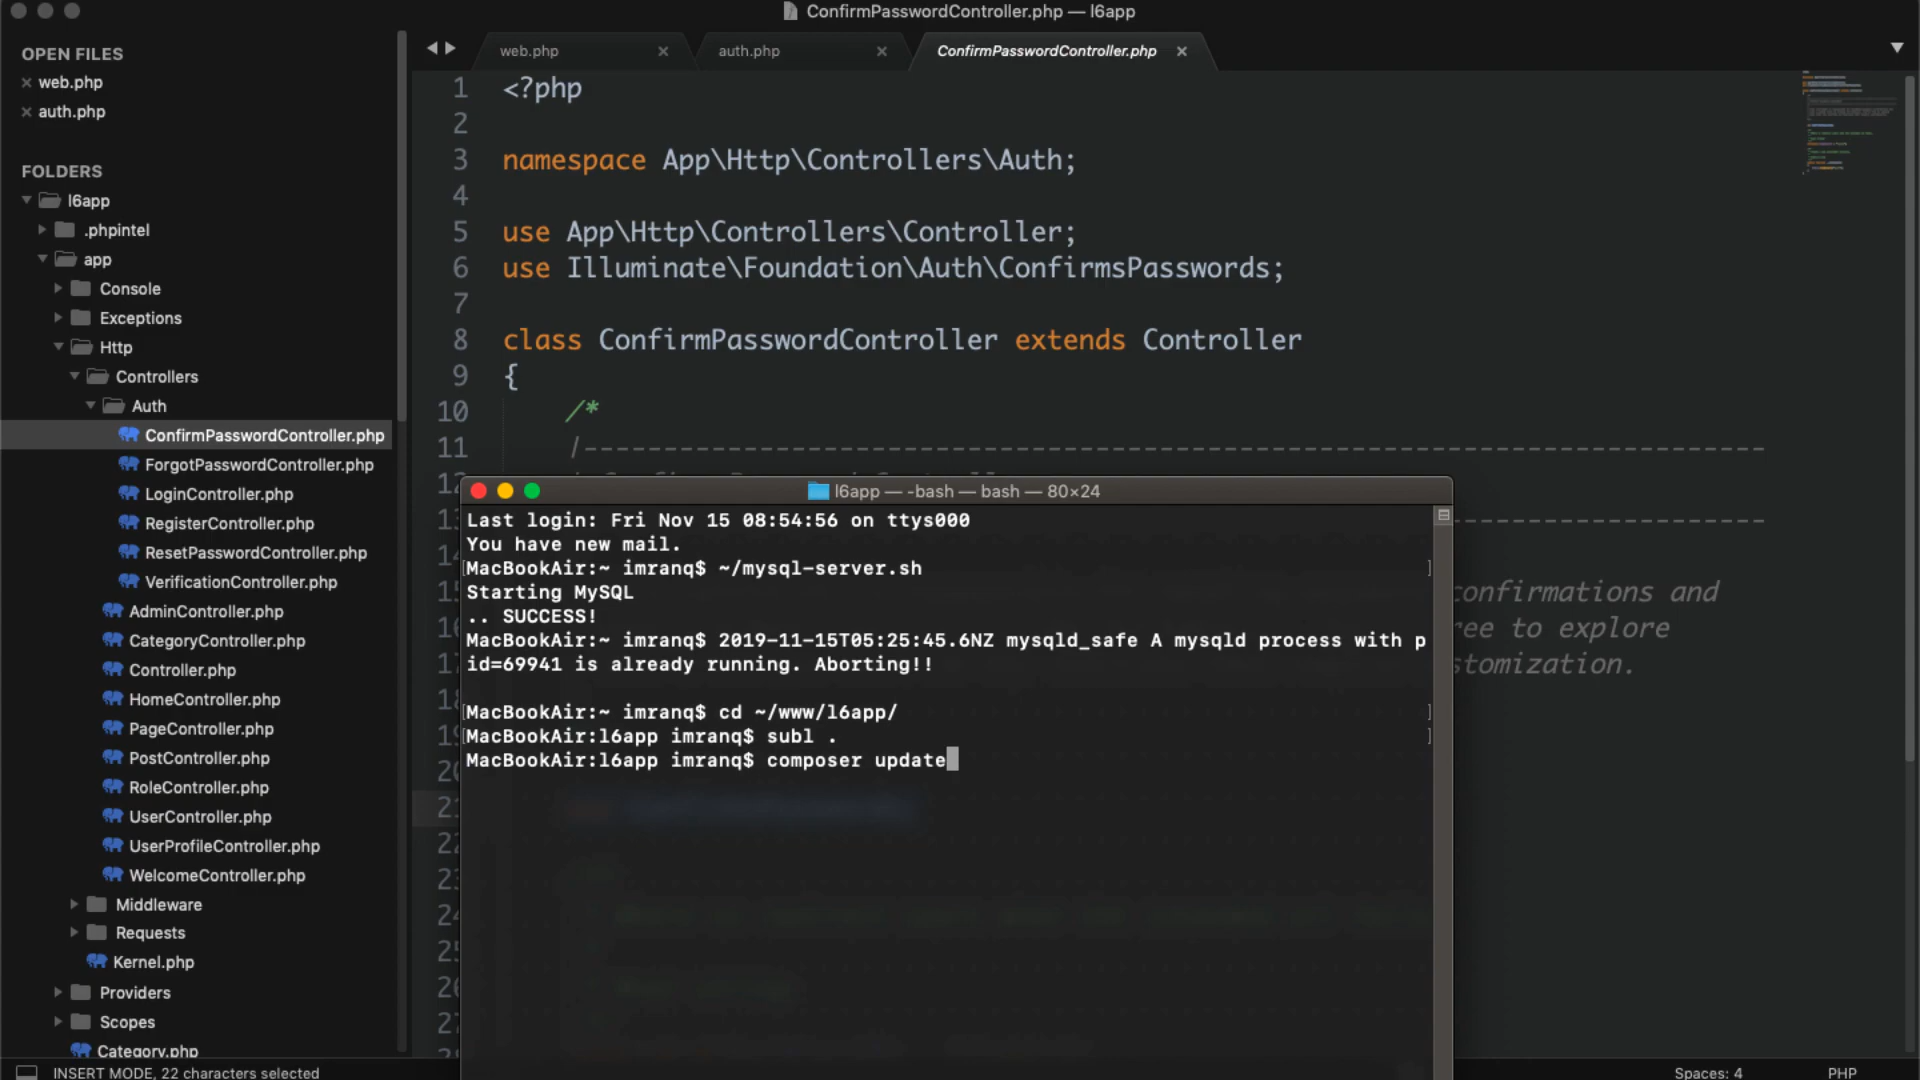 ConfirmPasswordController.php — l6app
OPEN FILES
web.php
auth.php
FOLDERS
l6app
.phpintel
app
Console
Exceptions
Http
Controllers
Auth
ConfirmPasswordController.php
ForgotPasswordController.php
LoginController.php
RegisterController.php
ResetPasswordController.php
VerificationController.php
AdminController.php
CategoryController.php
Controller.php
HomeController.php
PageController.php
PostController.php
RoleController.php
UserController.php
UserProfileController.php
WelcomeController.php
Middleware
Requests
Kernel.php
Providers
Scopes
Category.php
web.php
auth.php
ConfirmPasswordController.php
1 <?php
2
3 namespace App\Http\Controllers\Auth;
4
5 use App\Http\Controllers\Controller;
6 use Illuminate\Foundation\Auth\ConfirmsPasswords;
7
8 class ConfirmPasswordController extends Controller
9 {
10 /*
11 |--------------------------------------------------------------------------
confirmations and
ree to explore
stomization.
l6app — -bash — bash — 80×24
Last login: Fri Nov 15 08:54:56 on ttys000
You have new mail.
[MacBookAir:~ imranq$ ~/mysql-server.sh ]
Starting MySQL
.. SUCCESS!
MacBookAir:~ imranq$ 2019-11-15T05:25:45.6NZ mysqld_safe A mysqld process with p
id=69941 is already running. Aborting!!
[MacBookAir:~ imranq$ cd ~/www/l6app/ ]
[MacBookAir:l6app imranq$ subl . ]
MacBookAir:l6app imranq$ composer update
INSERT MODE, 22 characters selected
Spaces: 4
PHP